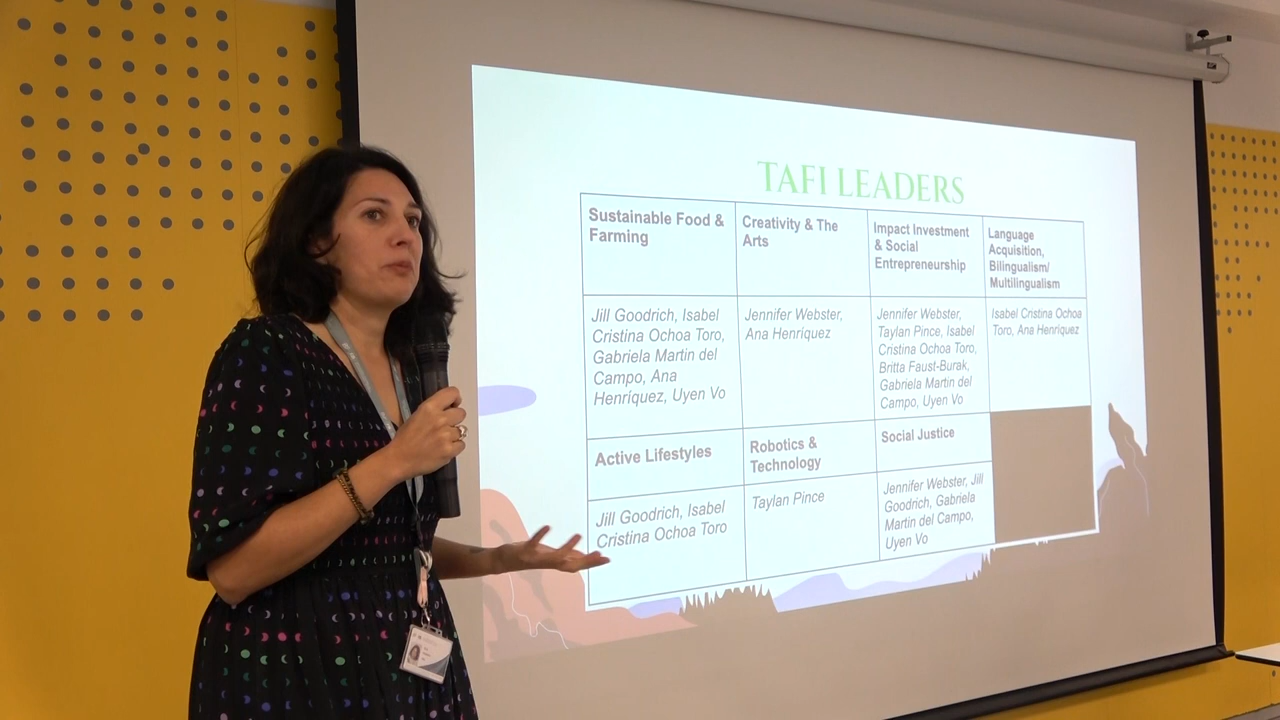 TAFI LEADERS
Sustainable Food &
Farming
Creativity & The
Arts
Impact Investment
& Social
Entrepreneurship
Language
Acquisition,
Bilingualism/
Multilingualism
Jill Goodrich, Isabel
Cristina Ochoa Toro,
Gabriela Martin del
Campo, Ana
Henriquez, Uyen Vo
Jennifer Webster,
Ana Henriquez
Jennifer Webster,
Taylan Pince, Isabel
Cristina Ochoa Toro,
Britta Faust-Burak,
Gabriela Martin del
Campo, Uyen Vo
Isabel Cristina Ochoa
Toro, Ana Henriquez
Active Lifestyles
Robotics &
Technology
Social Justice
Jill Goodrich, Isabel
Cristina Ochoa Toro
Taylan Pince
Jennifer Webster, Jill
Goodrich, Gabriela
Martin del Campo,
Uyen Vo